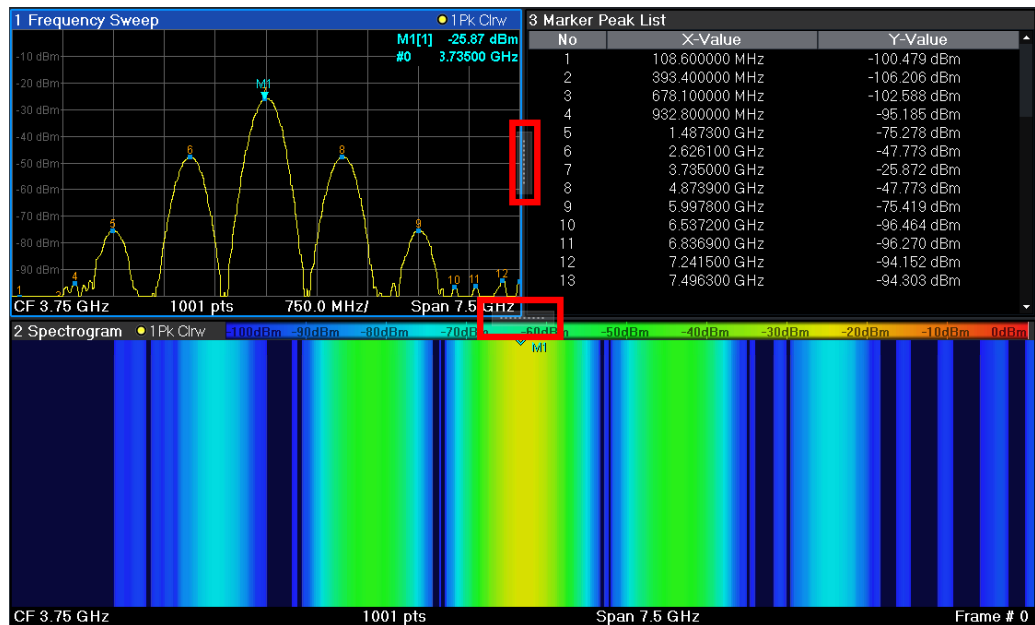 1 Frequency Sweep
1Pk Clrw
M1[1] -25.87 dBm
#0 3.73500 GHz
-10 dBm
-20 dBm
-30 dBm
-40 dBm
-50 dBm
-60 dBm
-70 dBm
-80 dBm
-90 dBm
M1
6
8
5
9
4
10 11 12
1
3
CF 3.75 GHz 1001 pts 750.0 MHz/ Span 7.5 GHz
3 Marker Peak List
No X-Value Y-Value
1 108.600000 MHz -100.479 dBm
2 393.400000 MHz -106.206 dBm
3 678.100000 MHz -102.588 dBm
4 932.800000 MHz -95.185 dBm
5 1.487300 GHz -75.278 dBm
6 2.626100 GHz -47.773 dBm
7 3.735000 GHz -25.872 dBm
8 4.873900 GHz -47.773 dBm
9 5.997800 GHz -75.419 dBm
10 6.537200 GHz -96.464 dBm
11 6.836900 GHz -96.270 dBm
12 7.241500 GHz -94.152 dBm
13 7.496300 GHz -94.303 dBm
2 Spectrogram 1Pk Clrw -100dBm -90dBm -80dBm -70dBm -60dBm -50dBm -40dBm -30dBm -20dBm -10dBm 0dBm
M1
CF 3.75 GHz 1001 pts Span 7.5 GHz Frame # 0